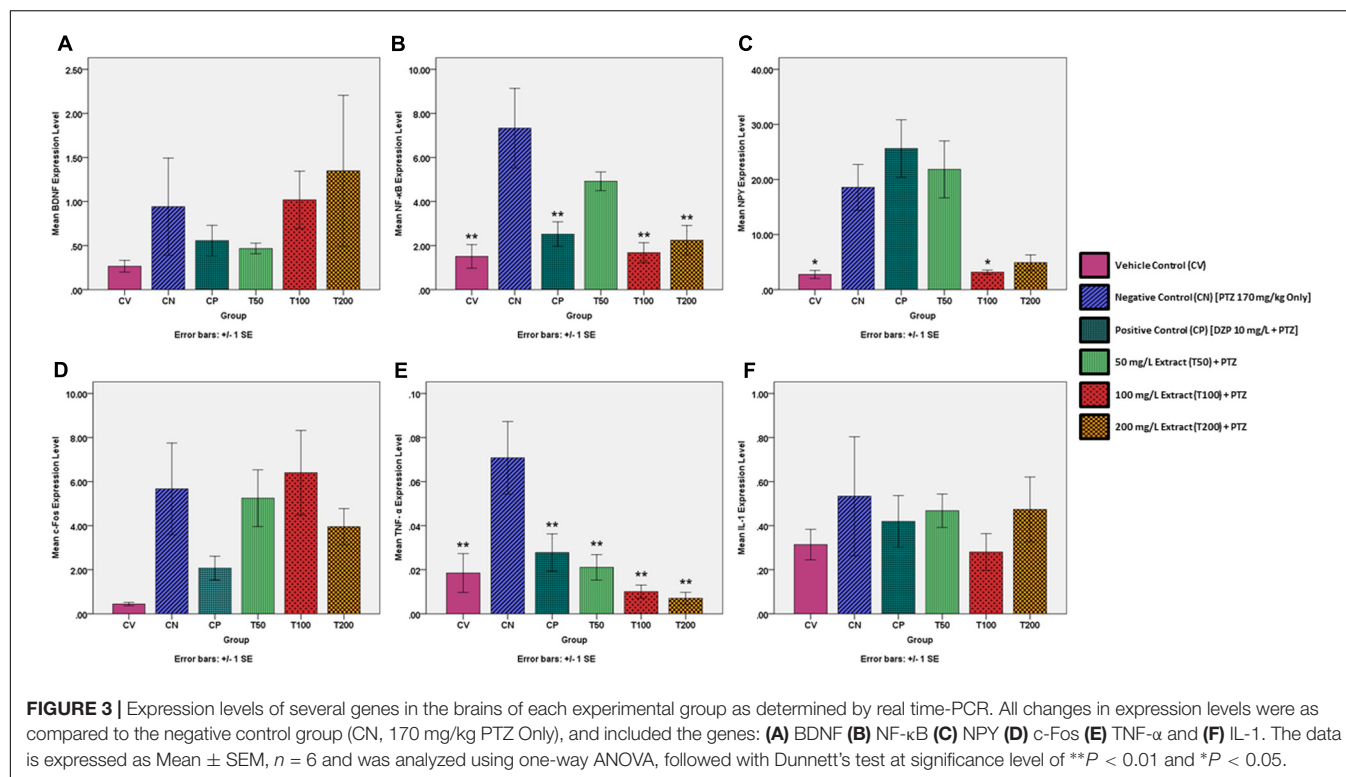 A
Mean BDNF Expression Level
2.50
2.00
1.50
1.00
.50
.00
CV CN CP T50 T100 T200
Group
Error bars: +/- 1 SE
B
Mean NF-κB Expression Level
10.00
8.00
6.00
4.00
2.00
.00
** ** ** **
CV CN CP T50 T100 T200
Group
Error bars: +/- 1 SE
C
Mean NPY Expression Level
40.00
30.00
20.00
10.00
.00
* *
CV CN CP T50 T100 T200
Group
Error bars: +/- 1 SE
D
Mean c-Fos Expression Level
10.00
8.00
6.00
4.00
2.00
.00
CV CN CP T50 T100 T200
Group
Error bars: +/- 1 SE
E
Mean TNF- α Expression Level
.10
.08
.06
.04
.02
.00
** ** ** ** **
CV CN CP T50 T100 T200
Group
Error bars: +/- 1 SE
F
Mean IL-1 Expression Level
1.00
.80
.60
.40
.20
.00
CV CN CP T50 T100 T200
Group
Error bars: +/- 1 SE
Vehicle Control (CV)
Negative Control (CN) [PTZ 170 mg/kg Only]
Positive Control (CP) [DZP 10 mg/L + PTZ]
50 mg/L Extract (T50) + PTZ
100 mg/L Extract (T100) + PTZ
200 mg/L Extract (T200) + PTZ
FIGURE 3 | Expression levels of several genes in the brains of each experimental group as determined by real time-PCR. All changes in expression levels were as
compared to the negative control group (CN, 170 mg/kg PTZ Only), and included the genes: (A) BDNF (B) NF-κB (C) NPY (D) c-Fos (E) TNF-α and (F) IL-1. The data
is expressed as Mean ± SEM, n = 6 and was analyzed using one-way ANOVA, followed with Dunnett's test at significance level of **P < 0.01 and *P < 0.05.